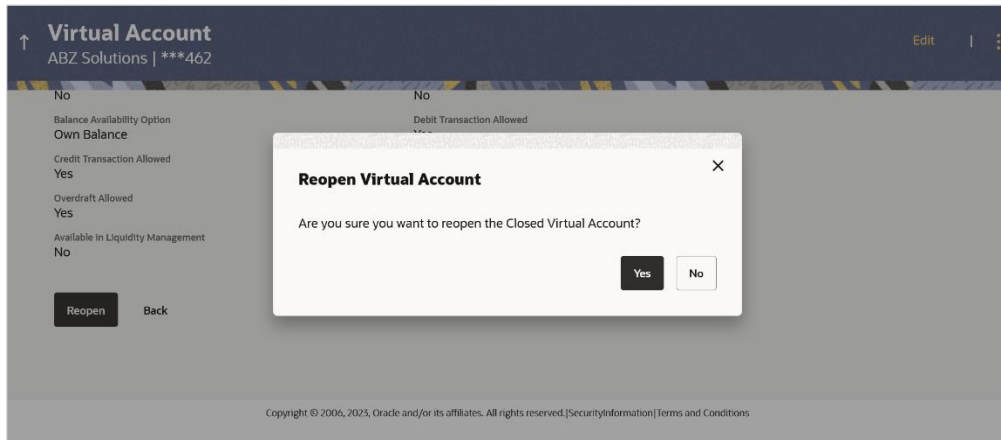 Virtual Account
ABZ Solutions | ***462
Edit |
No
No
Balance Availability Option
Own Balance
Debit Transaction Allowed
Credit Transaction Allowed
Yes
Overdraft Allowed
Yes
Available in Liquidity Management
No
Reopen Virtual Account
Are you sure you want to reopen the Closed Virtual Account?
Yes No
Reopen Back
Copyright © 2006, 2023, Oracle and/or its affiliates. All rights reserved.|SecurityInformation|Terms and Conditions